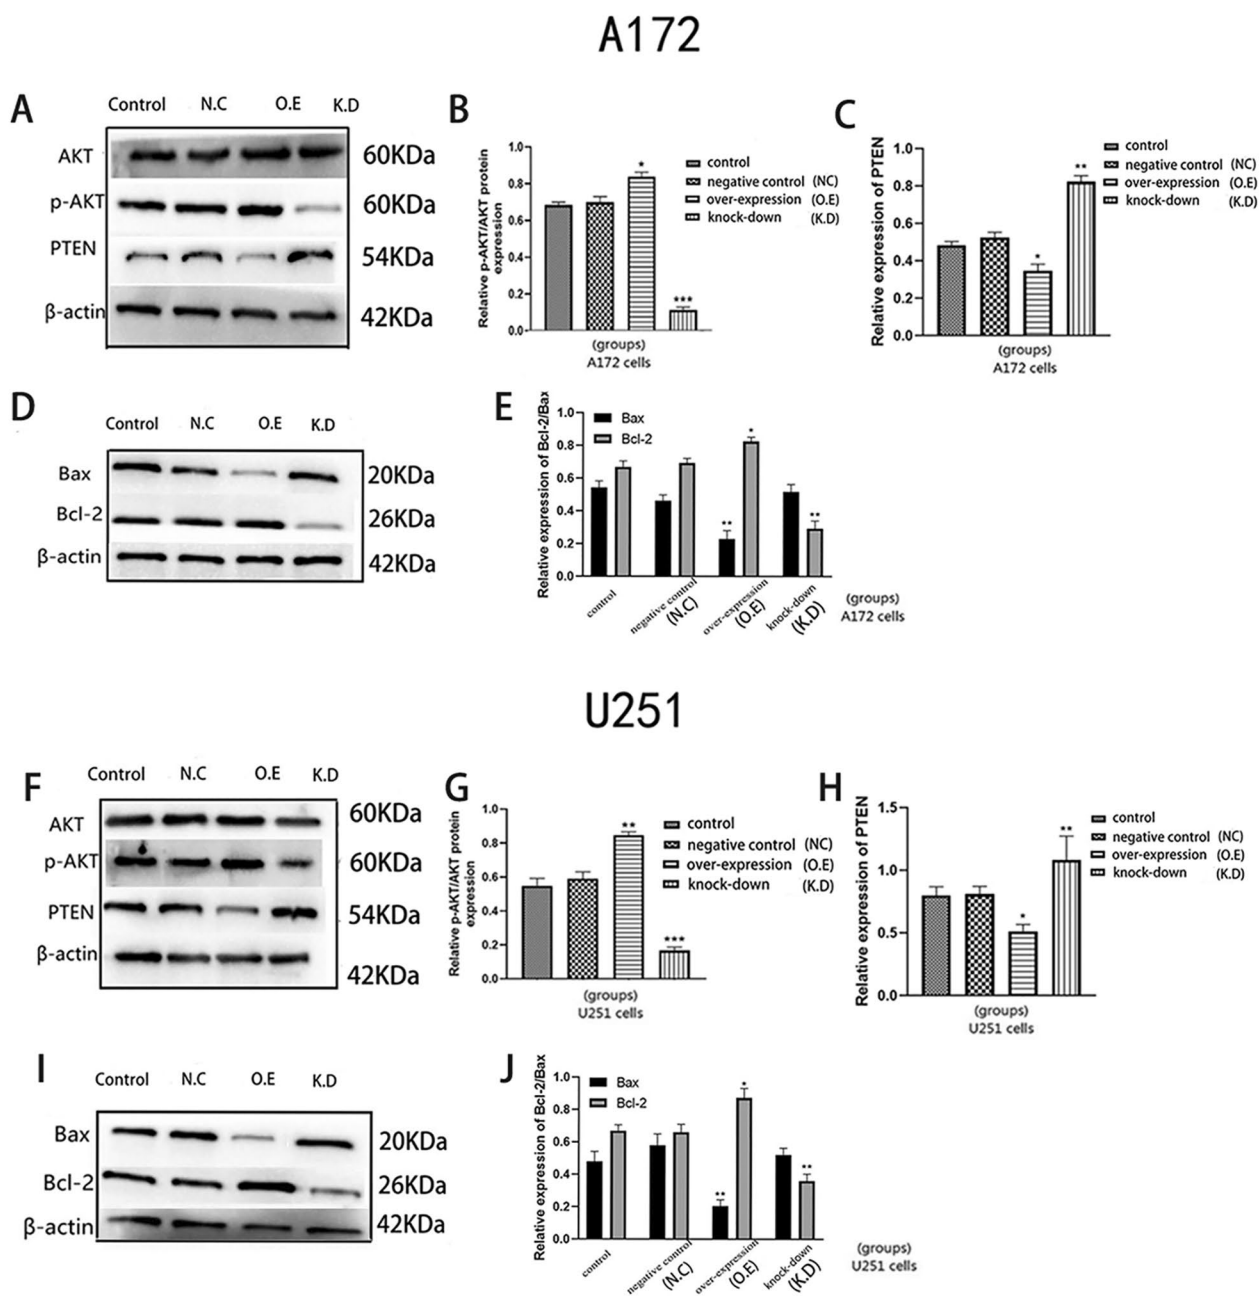 A172
A
Control N.C O.E K.D
AKT 60KDa
p-AKT 60KDa
PTEN 54KDa
β-actin 42KDa
B
Relative p-AKT/AKT protein
expression
1.0
0.8
0.6
0.4
0.2
0.0
*
***
control
negative control (NC)
over-expression (O.E)
knock-down (K.D)
(groups)
A172 cells
C
Relative expression of PTEN
1.0
0.8
0.6
0.4
0.2
0.0
*
**
control
negative control (NC)
over-expression (O.E)
knock-down (K.D)
(groups)
A172 cells
D
Control N.C O.E K.D
Bax 20KDa
Bcl-2 26KDa
β-actin 42KDa
E
Relative expression of Bcl-2/Bax
1.0
0.8
0.6
0.4
0.2
0.0
Bax
Bcl-2
**
*
**
control
negative control (N.C)
over-expression (O.E)
knock-down (K.D)
(groups)
A172 cells
U251
F
Control N.C O.E K.D
AKT 60KDa
p-AKT 60KDa
PTEN 54KDa
β-actin 42KDa
G
Relative p-AKT/AKT protein
expression
1.0
0.8
0.6
0.4
0.2
0.0
**
***
control
negative control (NC)
over-expression (O.E)
knock-down (K.D)
(groups)
U251 cells
H
Relative expression of PTEN
1.5
1.0
0.5
0.0
*
**
control
negative control (NC)
over-expression (O.E)
knock-down (K.D)
(groups)
U251 cells
I
Control N.C O.E K.D
Bax 20KDa
Bcl-2 26KDa
β-actin 42KDa
J
Relative expression of Bcl-2/Bax
1.0
0.8
0.6
0.4
0.2
0.0
Bax
Bcl-2
**
*
**
control
negative control (N.C)
over-expression (O.E)
knock-down (K.D)
(groups)
U251 cells